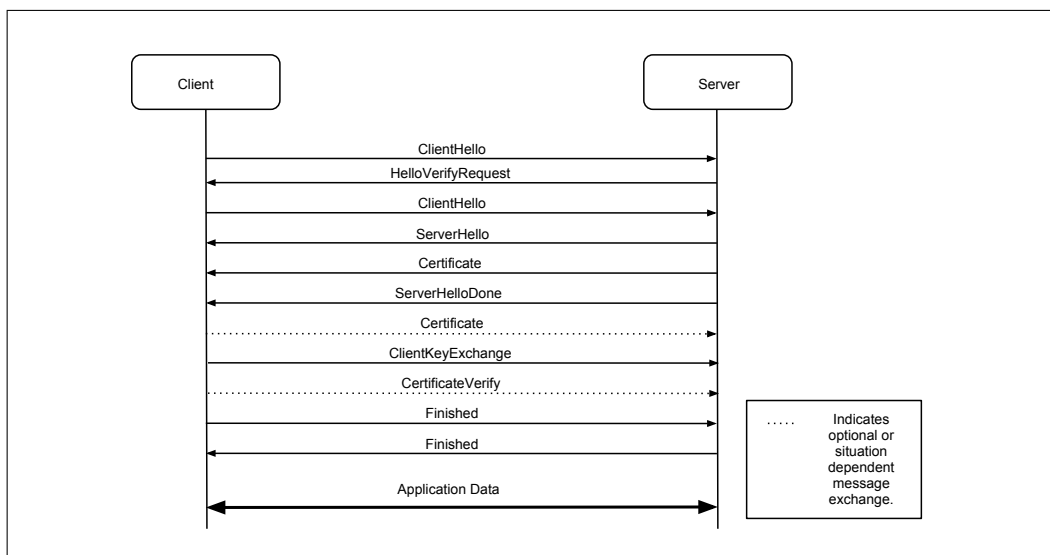 Client
Server
ClientHello
HelloVerifyRequest
ClientHello
ServerHello
Certificate
ServerHelloDone
Certificate
ClientKeyExchange
CertificateVerify
Finished
Finished
Application Data
..... Indicates
optional or
situation
dependent
message
exchange.